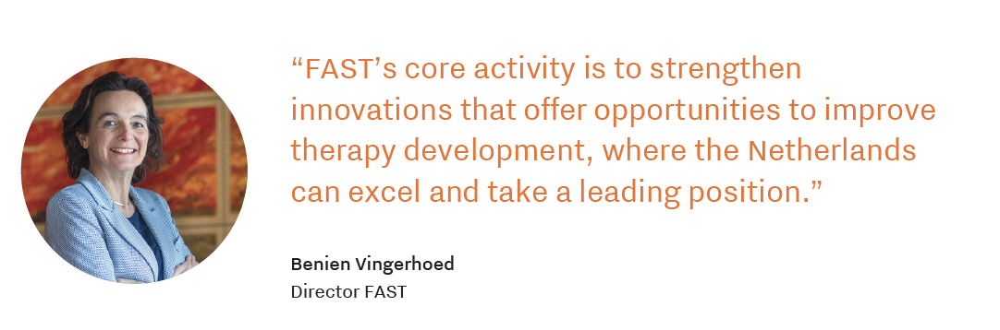 “FAST’s core activity is to strengthen
innovations that offer opportunities to improve
therapy development, where the Netherlands
can excel and take a leading position.”
Benien Vingerhoed
Director FAST